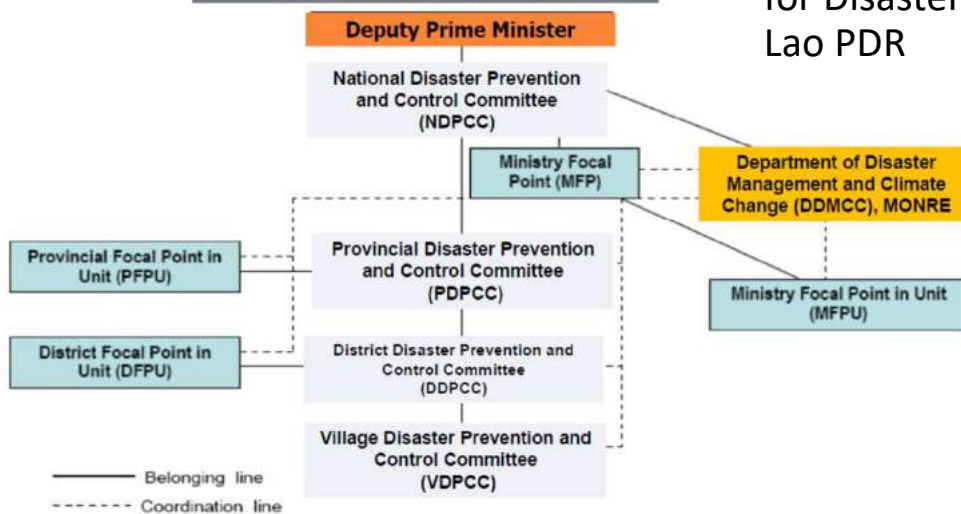 for Disaster
Lao PDR
Deputy Prime Minister
National Disaster Prevention
and Control Committee
(NDPCC)
Ministry Focal
Point (MFP)
Department of Disaster
Management and Climate
Change (DDMCC), MONRE
Provincial Focal Point in
Unit (PFPU)
Provincial Disaster Prevention
and Control Committee
(PDPCC)
Ministry Focal Point in Unit
(MFPU)
District Focal Point in
Unit (DFPU)
District Disaster Prevention and
Control Committee
(DDPCC)
Village Disaster Prevention and
Control Committee
(VDPCC)
Belonging line
Coordination line